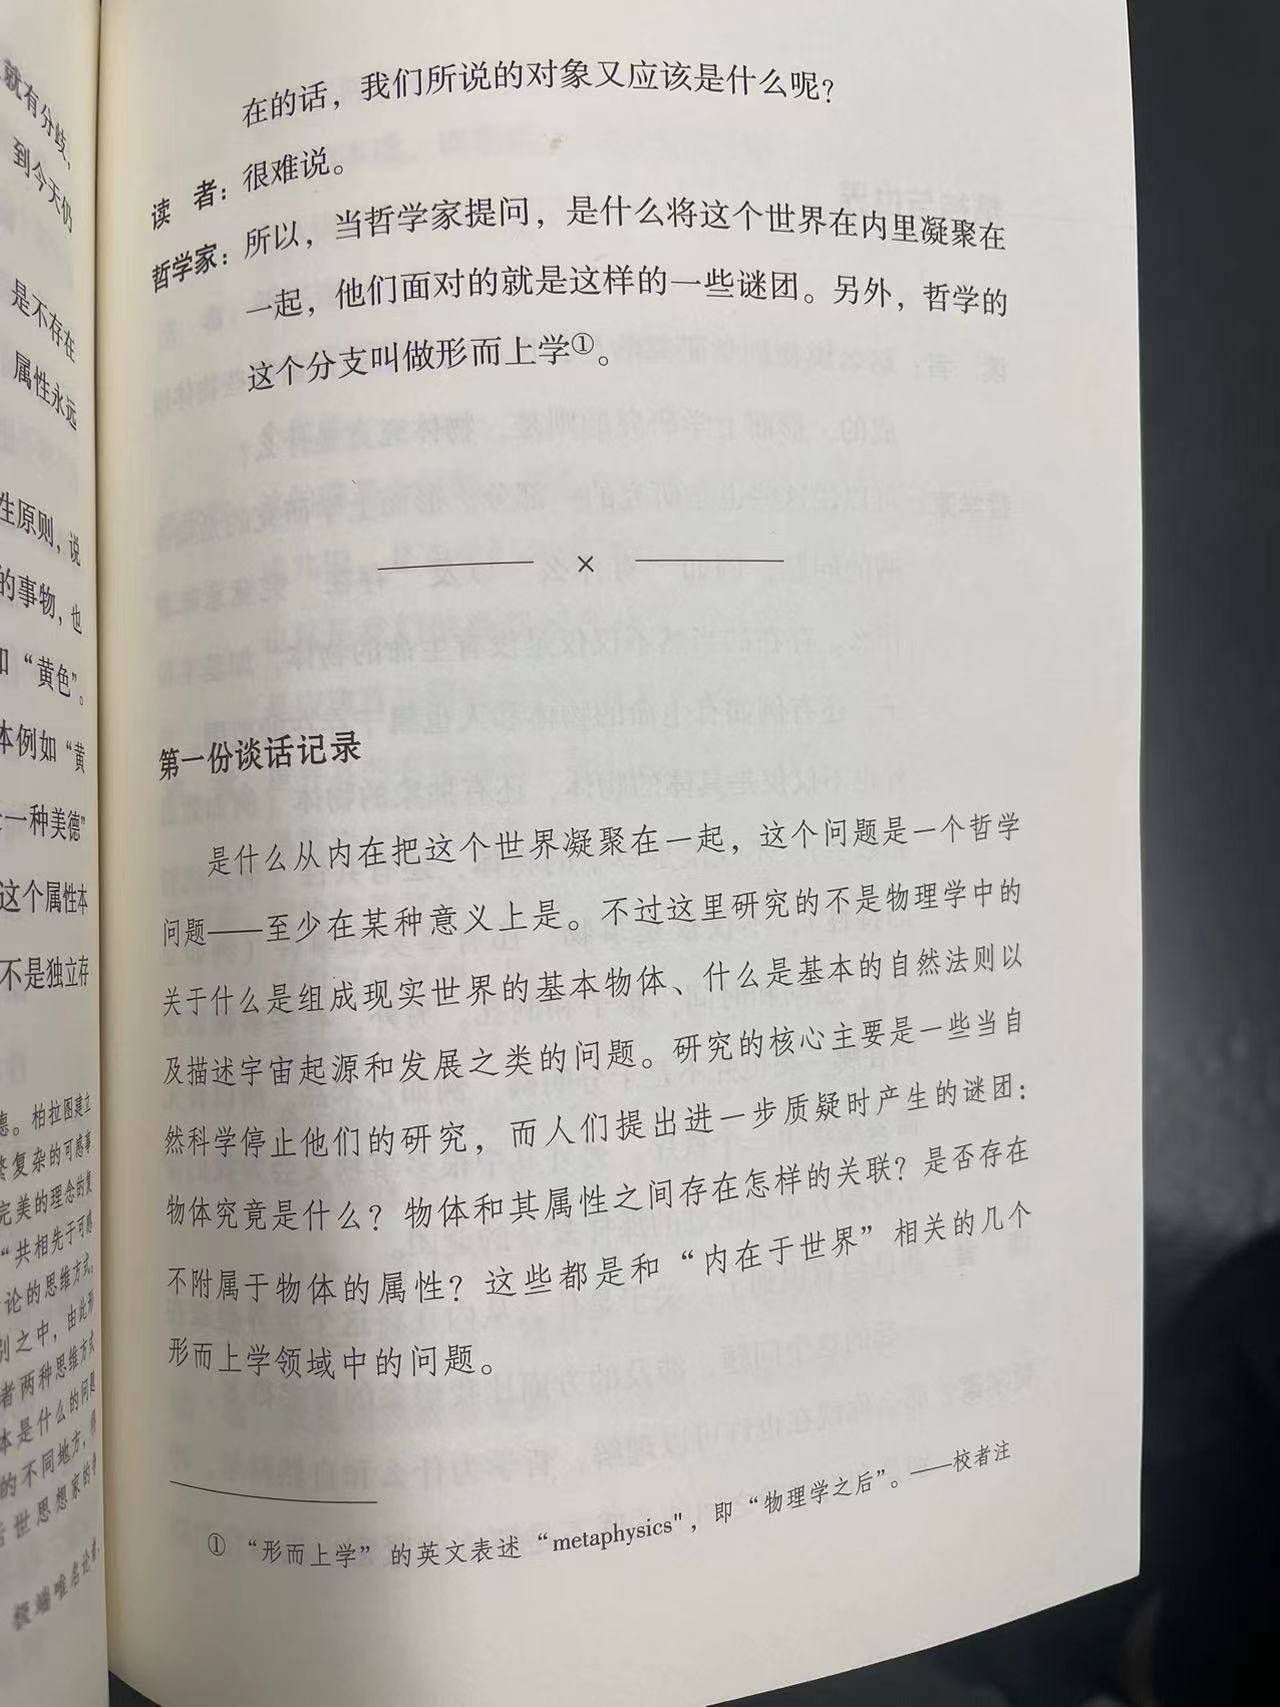 就有分歧，
到今天仍
是不存在
属性永远
生原则，说
的事物，也
“黄色”。
例如“黄
一种美德”
这个属性本
不是独立存
德。柏拉图建立
复杂的可感事
完美的理念的复
“共相先于可感
论的思维方式，
别之中，由此形
者两种思维方式
本是什么的问题
的不同地方，
后世思想家的争
极端唯名论者，
在的话，我们所说的对象又应该是什么呢？
读 者：很难说。
哲学家：所以，当哲学家提问，是什么将这个世界在内里凝聚在
一起，他们面对的就是这样的一些谜团。另外，哲学的
这个分支叫做形而上学①。
×
第一份谈话记录
是什么从内在把这个世界凝聚在一起，这个问题是一个哲学
问题——至少在某种意义上是。不过这里研究的不是物理学中的
关于什么是组成现实世界的基本物体、什么是基本的自然法则以
及描述宇宙起源和发展之类的问题。研究的核心主要是一些当自
然科学停止他们的研究，而人们提出进一步质疑时产生的谜团：
物体究竟是什么？物体和其属性之间存在怎样的关联？是否存在
不附属于物体的属性？这些都是和“内在于世界”相关的几个
形而上学领域中的问题。
① “形而上学”的英文表述“metaphysics"，即“物理学之后”。——校者注